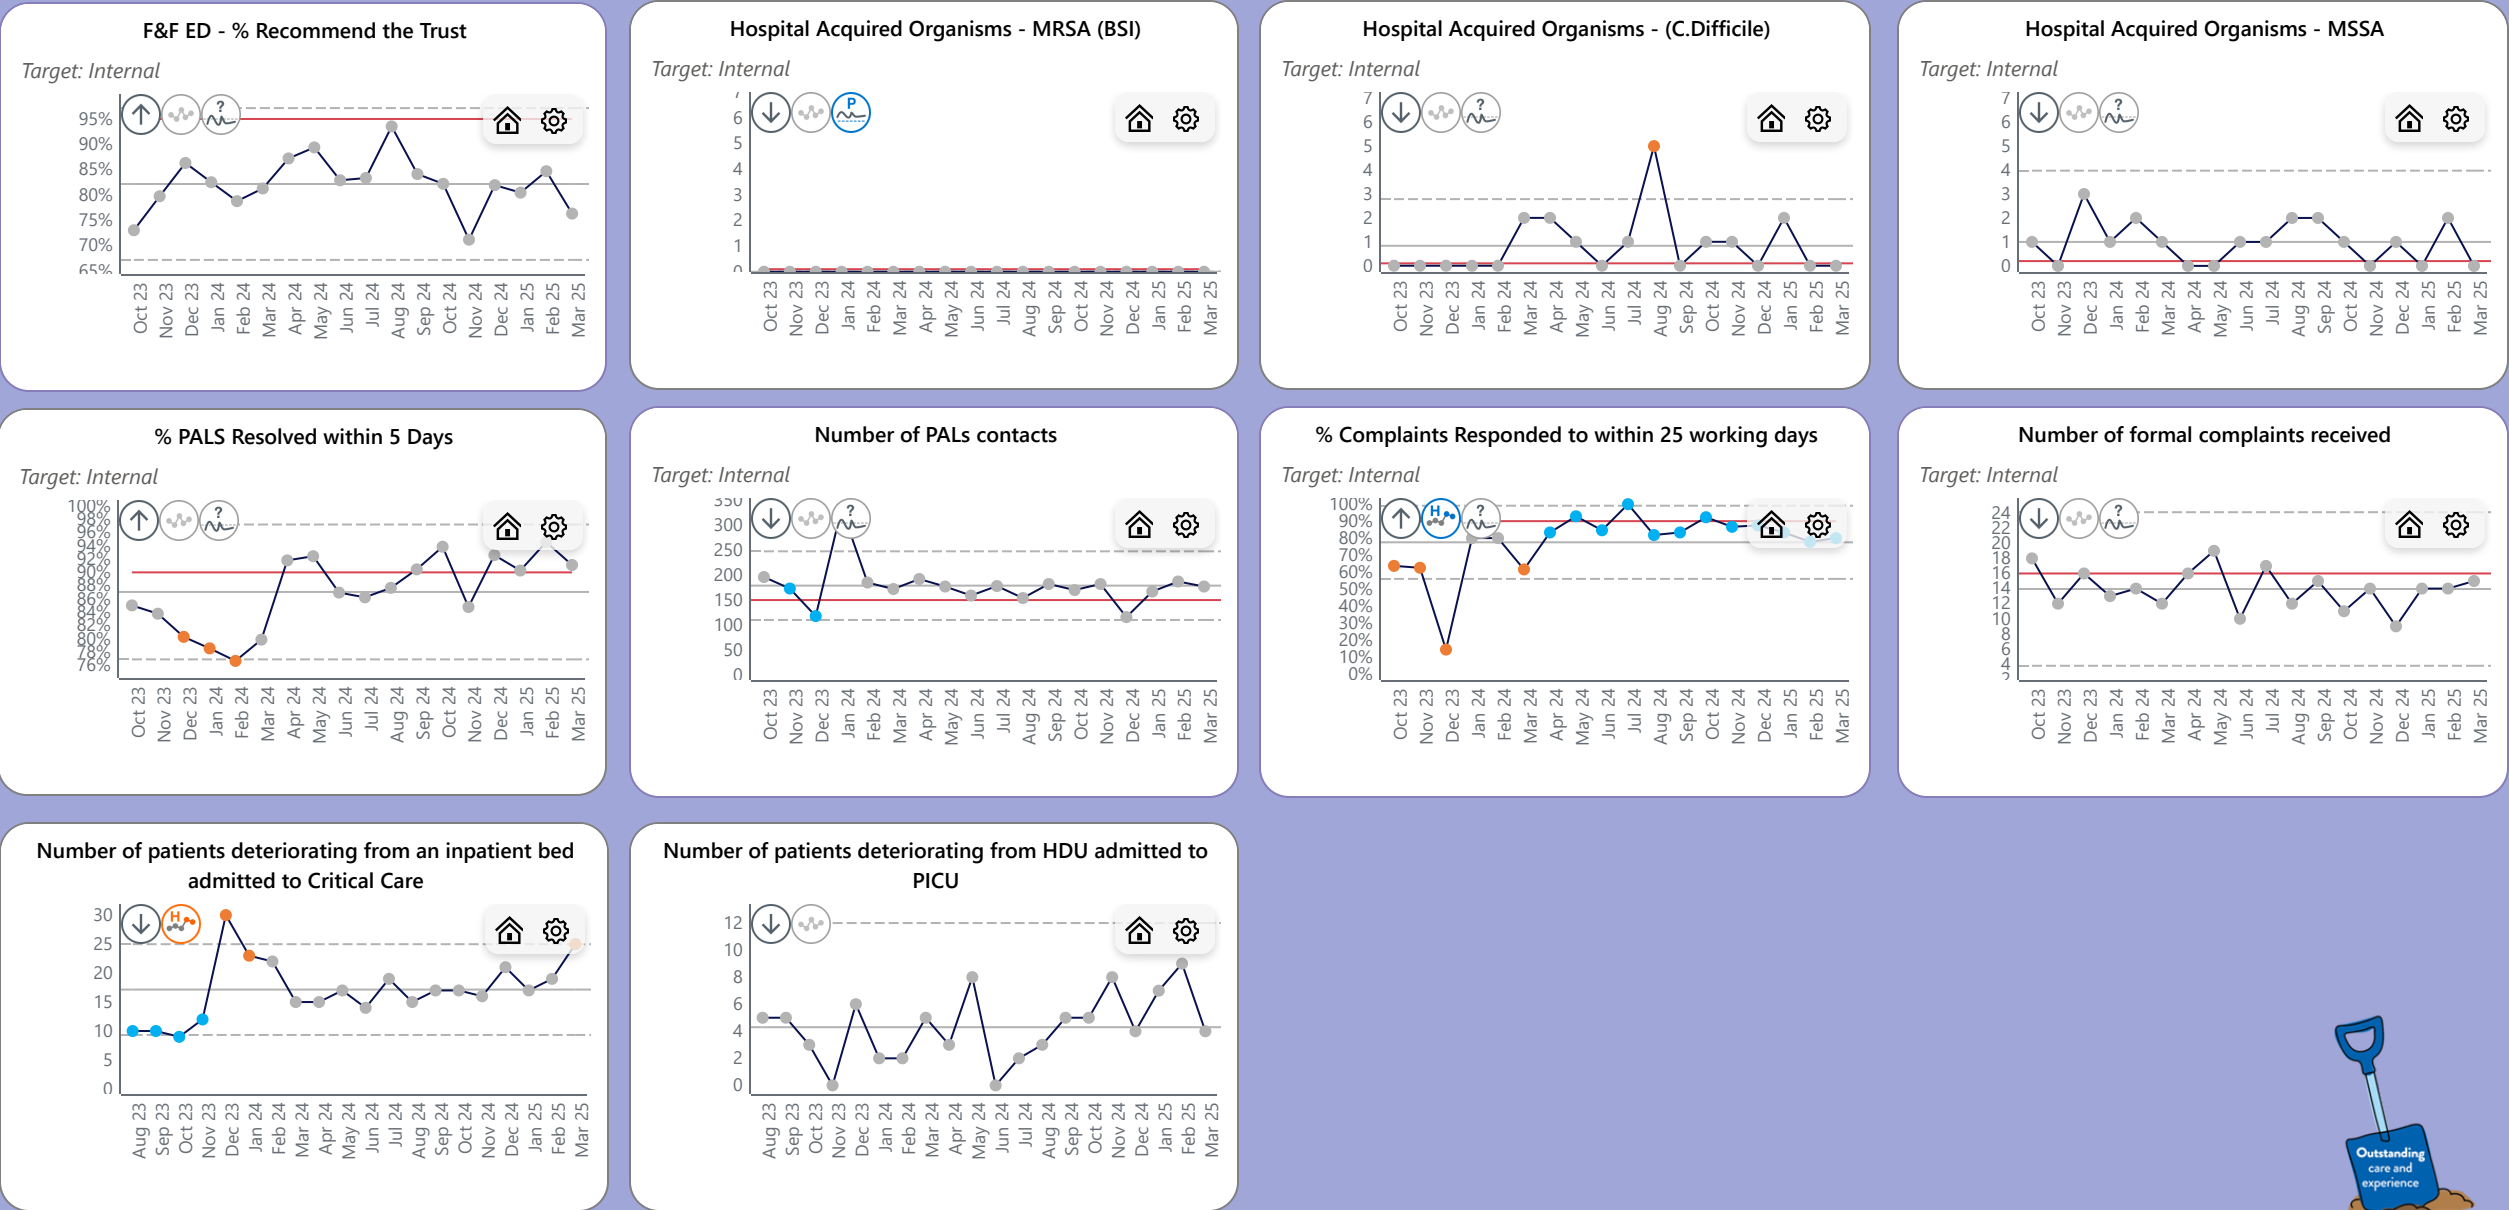 F&F ED - % Recommend the Trust
Target: Internal
?
95%
90%
85%
80%
75%
70%
65%
Oct 23
Nov 23
Dec 23
Jan 24
Feb 24
Mar 24
Apr 24
May 24
Jun 24
Jul 24
Aug 24
Sep 24
Oct 24
Nov 24
Dec 24
Jan 25
Feb 25
Mar 25
Hospital Acquired Organisms - MRSA (BSI)
Target: Internal
P
7
6
5
4
3
2
1
0
Oct 23
Nov 23
Dec 23
Jan 24
Feb 24
Mar 24
Apr 24
May 24
Jun 24
Jul 24
Aug 24
Sep 24
Oct 24
Nov 24
Dec 24
Jan 25
Feb 25
Mar 25
Hospital Acquired Organisms - (C.Difficile)
Target: Internal
?
7
6
5
4
3
2
1
0
Oct 23
Nov 23
Dec 23
Jan 24
Feb 24
Mar 24
Apr 24
May 24
Jun 24
Jul 24
Aug 24
Sep 24
Oct 24
Nov 24
Dec 24
Jan 25
Feb 25
Mar 25
Hospital Acquired Organisms - MSSA
Target: Internal
?
7
6
5
4
3
2
1
0
Oct 23
Nov 23
Dec 23
Jan 24
Feb 24
Mar 24
Apr 24
May 24
Jun 24
Jul 24
Aug 24
Sep 24
Oct 24
Nov 24
Dec 24
Jan 25
Feb 25
Mar 25
% PALS Resolved within 5 Days
Target: Internal
?
100%
98%
96%
94%
92%
90%
88%
86%
84%
82%
80%
78%
76%
Oct 23
Nov 23
Dec 23
Jan 24
Feb 24
Mar 24
Apr 24
May 24
Jun 24
Jul 24
Aug 24
Sep 24
Oct 24
Nov 24
Dec 24
Jan 25
Feb 25
Mar 25
Number of PALs contacts
Target: Internal
?
350
300
250
200
150
100
50
0
Oct 23
Nov 23
Dec 23
Jan 24
Feb 24
Mar 24
Apr 24
May 24
Jun 24
Jul 24
Aug 24
Sep 24
Oct 24
Nov 24
Dec 24
Jan 25
Feb 25
Mar 25
% Complaints Responded to within 25 working days
Target: Internal
H
?
100%
90%
80%
70%
60%
50%
40%
30%
20%
10%
0%
Oct 23
Nov 23
Dec 23
Jan 24
Feb 24
Mar 24
Apr 24
May 24
Jun 24
Jul 24
Aug 24
Sep 24
Oct 24
Nov 24
Dec 24
Jan 25
Feb 25
Mar 25
Number of formal complaints received
Target: Internal
?
24
22
20
18
16
14
12
10
8
6
4
2
Oct 23
Nov 23
Dec 23
Jan 24
Feb 24
Mar 24
Apr 24
May 24
Jun 24
Jul 24
Aug 24
Sep 24
Oct 24
Nov 24
Dec 24
Jan 25
Feb 25
Mar 25
Number of patients deteriorating from an inpatient bed
admitted to Critical Care
H
30
25
20
15
10
5
0
Aug 23
Sep 23
Oct 23
Nov 23
Dec 23
Jan 24
Feb 24
Mar 24
Apr 24
May 24
Jun 24
Jul 24
Aug 24
Sep 24
Oct 24
Nov 24
Dec 24
Jan 25
Feb 25
Mar 25
Number of patients deteriorating from HDU admitted to
PICU
12
10
8
6
4
2
0
Aug 23
Sep 23
Oct 23
Nov 23
Dec 23
Jan 24
Feb 24
Mar 24
Apr 24
May 24
Jun 24
Jul 24
Aug 24
Sep 24
Oct 24
Nov 24
Dec 24
Jan 25
Feb 25
Mar 25
Outstanding
care and
experience